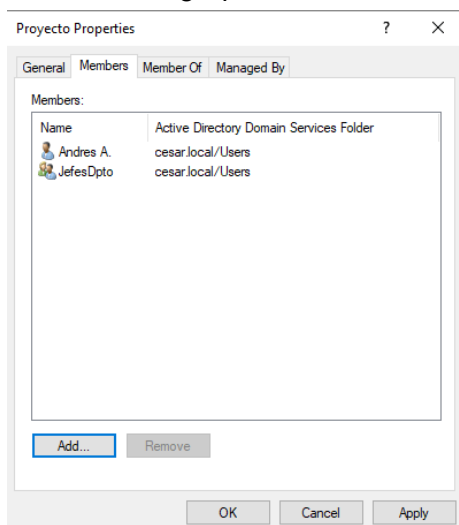 Proyecto Properties ? ×
General Members Member Of Managed By
Members:
Name Active Directory Domain Services Folder
Andres A. cesar.local/Users
JefesDpto cesar.local/Users
Add... Remove
OK Cancel Apply